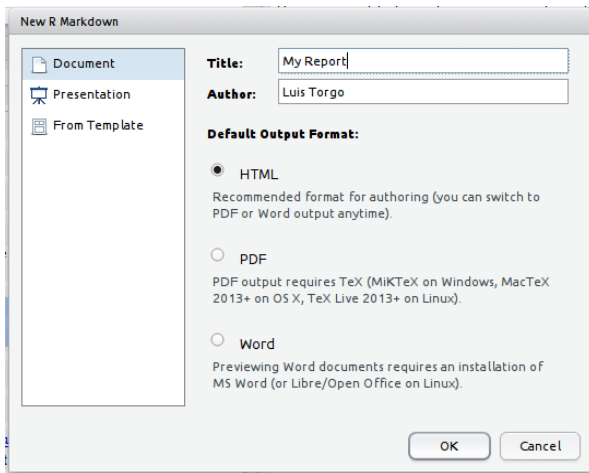 New R Markdown
Document
Presentation
From Template
Title: My Report
Author: Luis Torgo
Default Output Format:
HTML
Recommended format for authoring (you can switch to
PDF or Word output anytime).
PDF
PDF output requires TeX (MiKTeX on Windows, MacTeX
2013+ on OS X, TeX Live 2013+ on Linux).
Word
Previewing Word documents requires an installation of
MS Word (or Libre/Open Office on Linux).
OK Cancel